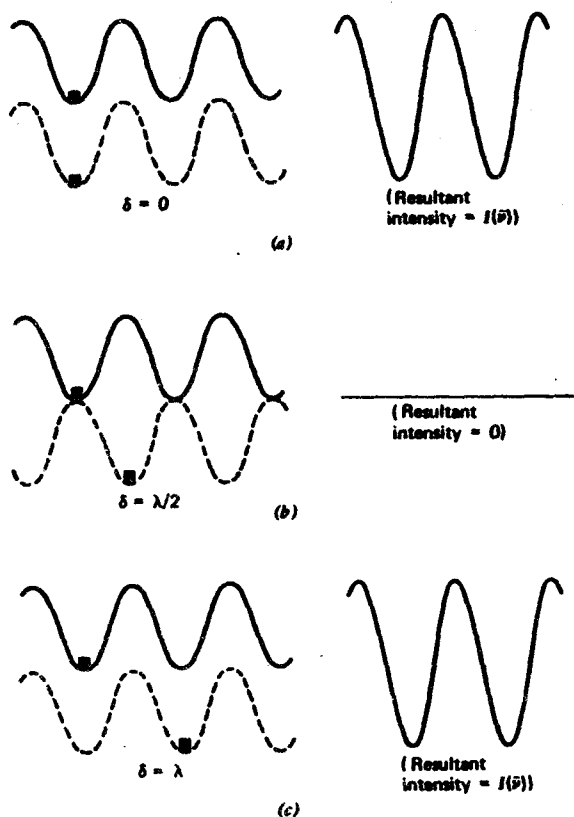 δ = 0
(Resultant
intensity = I(ν̄))
(a)
(Resultant
intensity = 0)
δ = λ/2
(b)
δ = λ
(Resultant
intensity = I(ν̄))
(c)